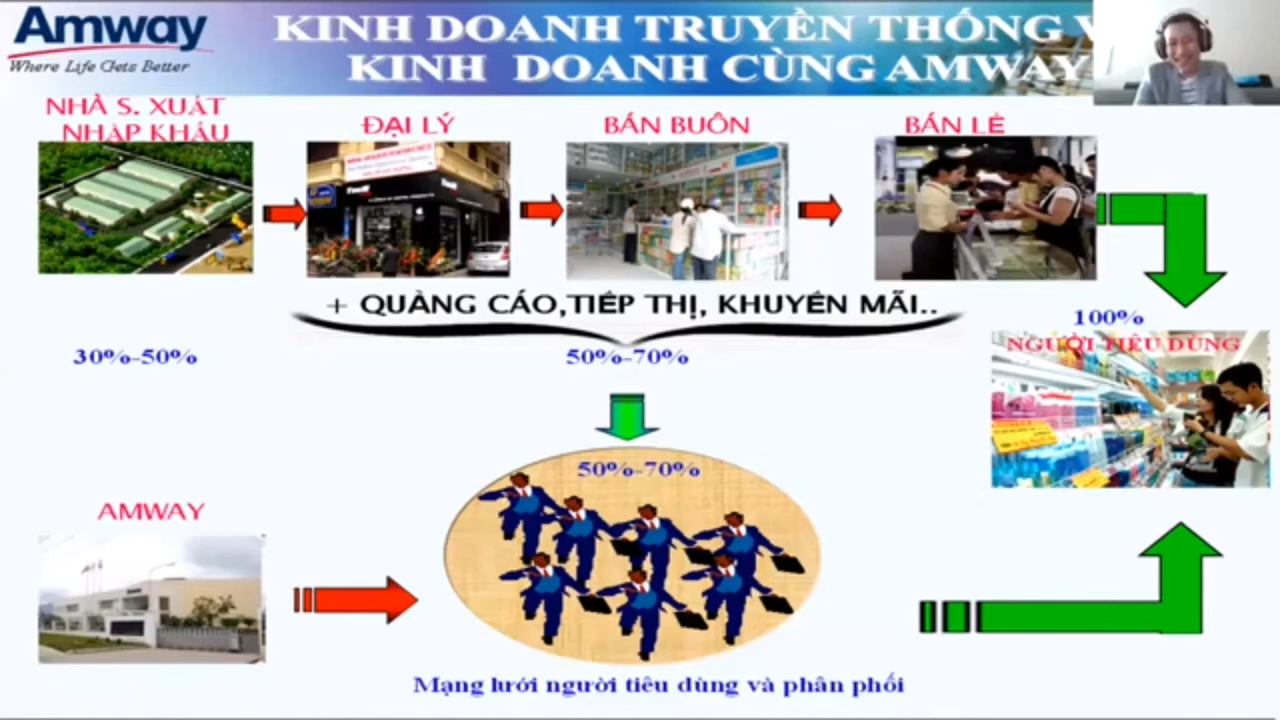 Amway
Where Life Gets Better
KINH DOANH TRUYỀN THỐNG V
KINH DOANH CÙNG AMWAY
NHÀ S. XUẤT
NHẬP KHẨU
ĐẠI LÝ
BÁN BUÔN
BÁN LẺ
+ QUẢNG CÁO,TIẾP THỊ, KHUYẾN MÃI..
100%
NGƯỜI TIÊU DÙNG
30%-50%
50%-70%
50%-70%
AMWAY
Mạng lưới người tiêu dùng và phân phối